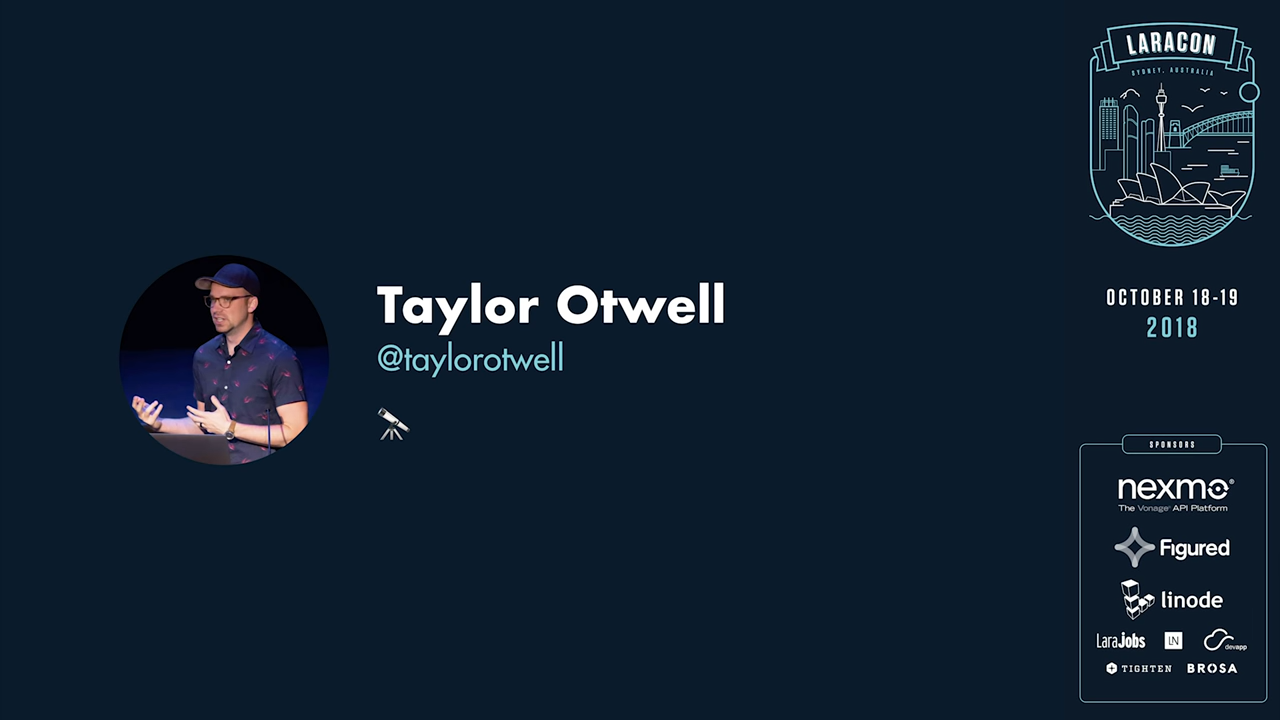 Taylor Otwell
@taylorotwell
LARACON
SYDNEY, AUSTRALIA
OCTOBER 18-19
2018
SPONSORS
nexmo®
The Vonage® API Platform
Figured
linode
LaraJobs
LN
devapp
TIGHTEN
BROSA